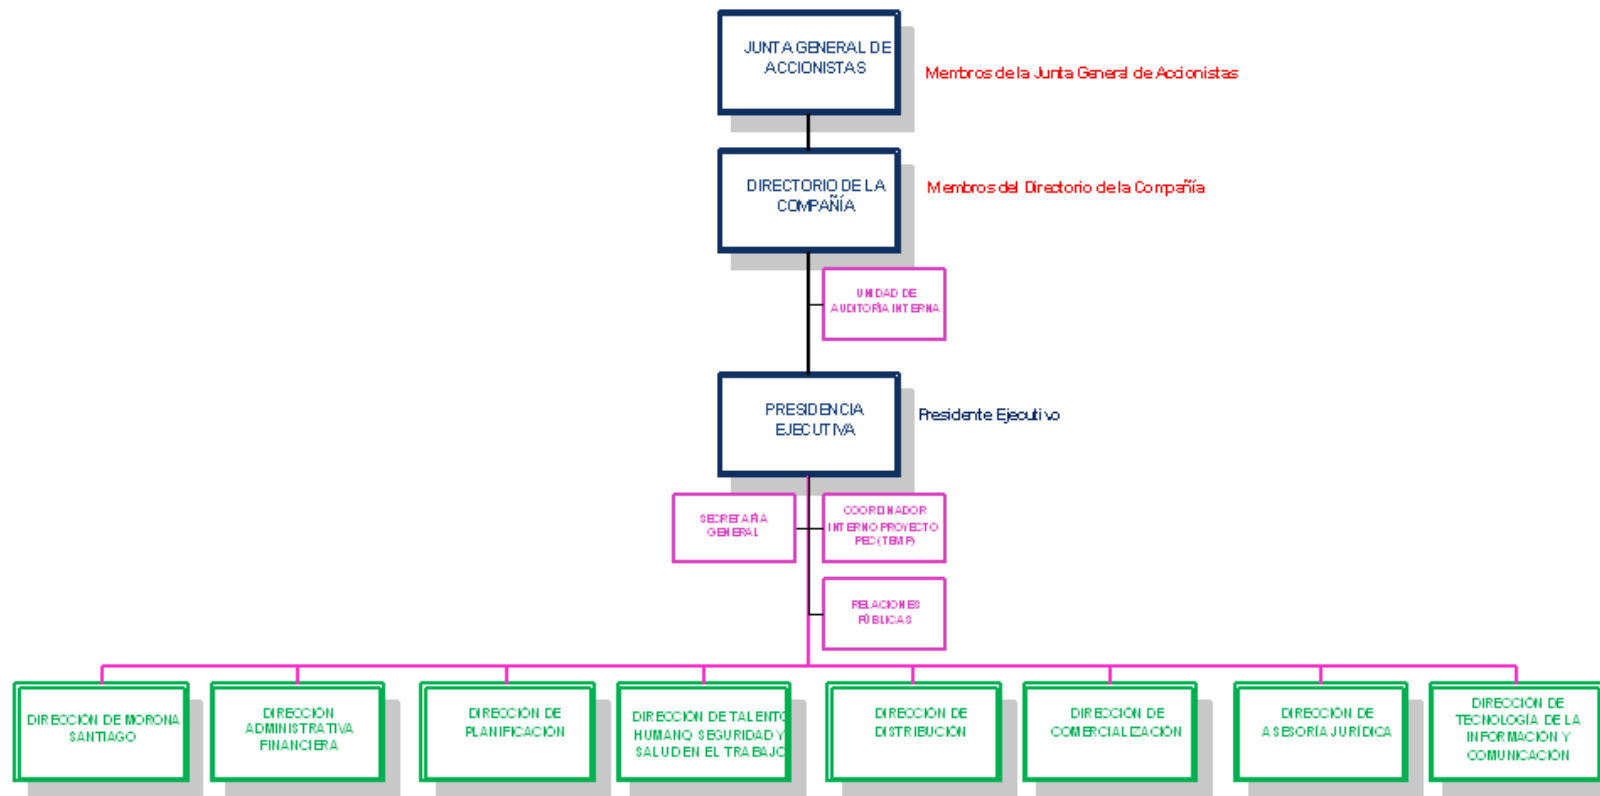 JUNTA GENERAL DE
ACCIONISTAS
Membros de la Junta General de Accionistas
DIRECTORIO DE LA
COMPAÑÍA
Membros del Directorio de la Compañía
UNIDAD DE
AUDITORÍA INTERNA
PRESIDENCIA
EJECUTIVA
Presidente Ejecutivo
SECRETARÍA
GENERAL
COORDINADOR
INTERNO PROYECTO
PEC (TEMP)
RELACIONES
PÚBLICAS
DIRECCIÓN DE MORONA
SANTIAGO
DIRECCIÓN
ADMINISTRATIVA
FINANCIERA
DIRECCIÓN DE
PLANIFICACIÓN
DIRECCIÓN DE TALENTO
HUMANO, SEGURIDAD Y
SALUD EN EL TRABAJO
DIRECCIÓN DE
DISTRIBUCIÓN
DIRECCIÓN DE
COMERCIALIZACIÓN
DIRECCIÓN DE
ASESORÍA JURÍDICA
DIRECCIÓN DE
TECNOLOGÍA DE LA
INFORMACIÓN Y
COMUNICACIÓN